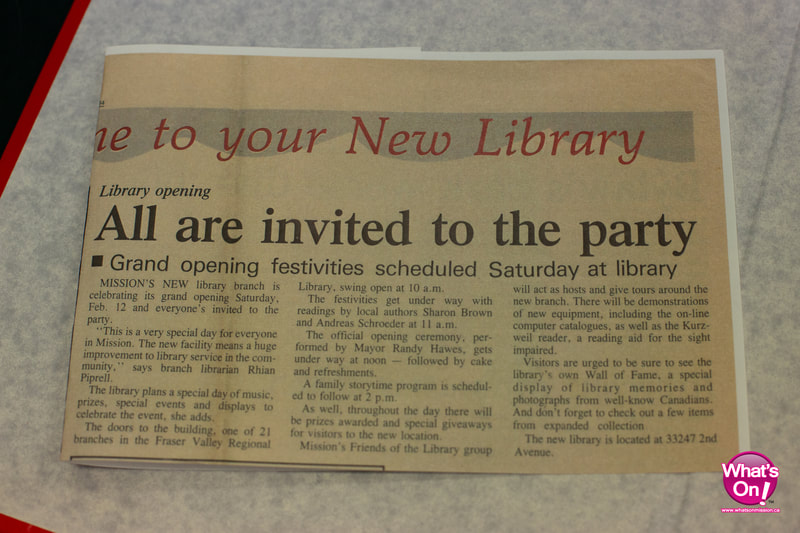 me to your New Library
Library opening
All are invited to the party
■ Grand opening festivities scheduled Saturday at library
MISSION'S NEW library branch is
celebrating its grand opening Saturday,
Feb. 12 and everyone's invited to the
party.
"This is a very special day for everyone
in Mission. The new facility means a huge
improvement to library service in the com-
munity," says branch librarian Rhian
Piprell.
The library plans a special day of music,
prizes, special events and displays to
celebrate the event, she adds.
The doors to the building, one of 21
branches in the Fraser Valley Regional
Library, swing open at 10 a.m.
The festivities get under way with
readings by local authors Sharon Brown
and Andreas Schroeder at 11 a.m.
The official opening ceremony, per-
formed by Mayor Randy Hawes, gets
under way at noon — followed by cake
and refreshments.
A family storytime program is schedul-
ed to follow at 2 p.m.
As well, throughout the day there will
be prizes awarded and special giveaways
for visitors to the new location.
Mission's Friends of the Library group
will act as hosts and give tours around the
new branch. There will be demonstrations
of new equipment, including the on-line
computer catalogues, as well as the Kurz-
weil reader, a reading aid for the sight
impaired.
Visitors are urged to be sure to see the
library's own Wall of Fame, a special
display of library memories and
photographs from well-know Canadians.
And don't forget to check out a few items
from expanded collection
The new library is located at 33247 2nd
Avenue.
What's
On!
www.whatsonmission.ca